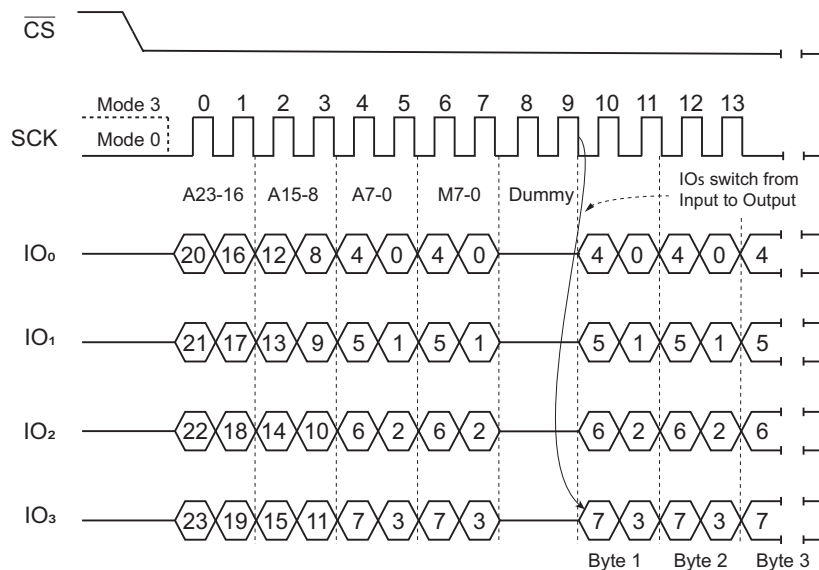 CS
Mode 3 0 1 2 3 4 5 6 7 8 9 10 11 12 13
SCK
Mode 0
A23-16 A15-8 A7-0 M7-0 Dummy
IOs switch from
Input to Output
IO₀ 20 16 12 8 4 0 4 0 4 0 4 0 4
IO₁ 21 17 13 9 5 1 5 1 5 1 5 1 5
IO₂ 22 18 14 10 6 2 6 2 6 2 6 2 6
IO₃ 23 19 15 11 7 3 7 3 7 3 7 3 7
Byte 1 Byte 2 Byte 3